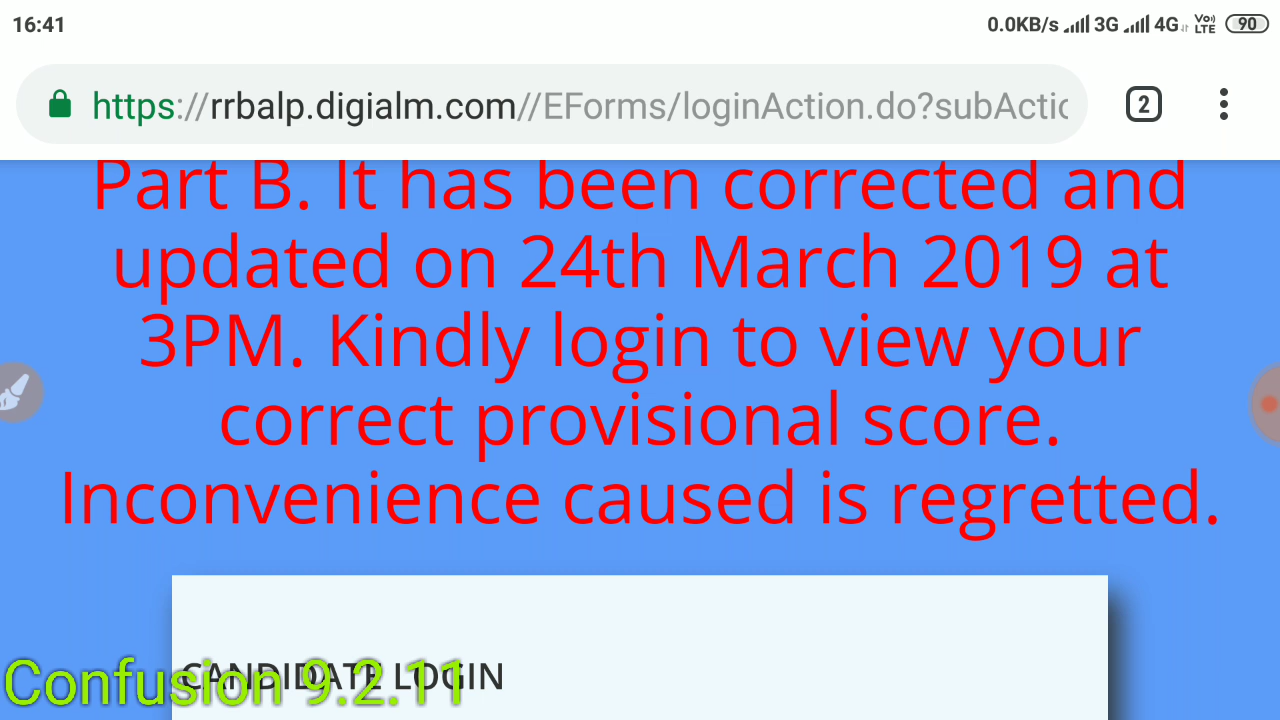 16:41 0.0KB/s 3G 4G Vo)) LTE 90
https://rrbalp.digialm.com//EForms/loginAction.do?subActic 2
Part B. It has been corrected and
updated on 24th March 2019 at
3PM. Kindly login to view your
correct provisional score.
Inconvenience caused is regretted.
CANDIDATE LOGIN
Confusion 9.2.11